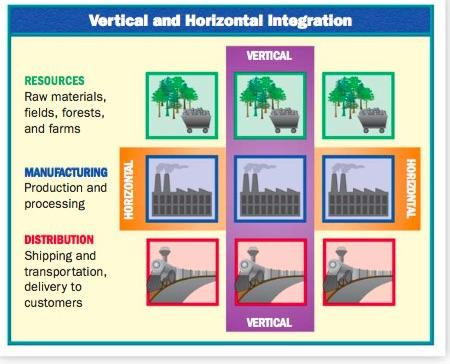 Vertical and Horizontal Integration
VERTICAL
RESOURCES
Raw materials,
fields, forests,
and farms
MANUFACTURING
Production and
processing
HORIZONTAL
HORIZONTAL
DISTRIBUTION
Shipping and
transportation,
delivery to
customers
VERTICAL